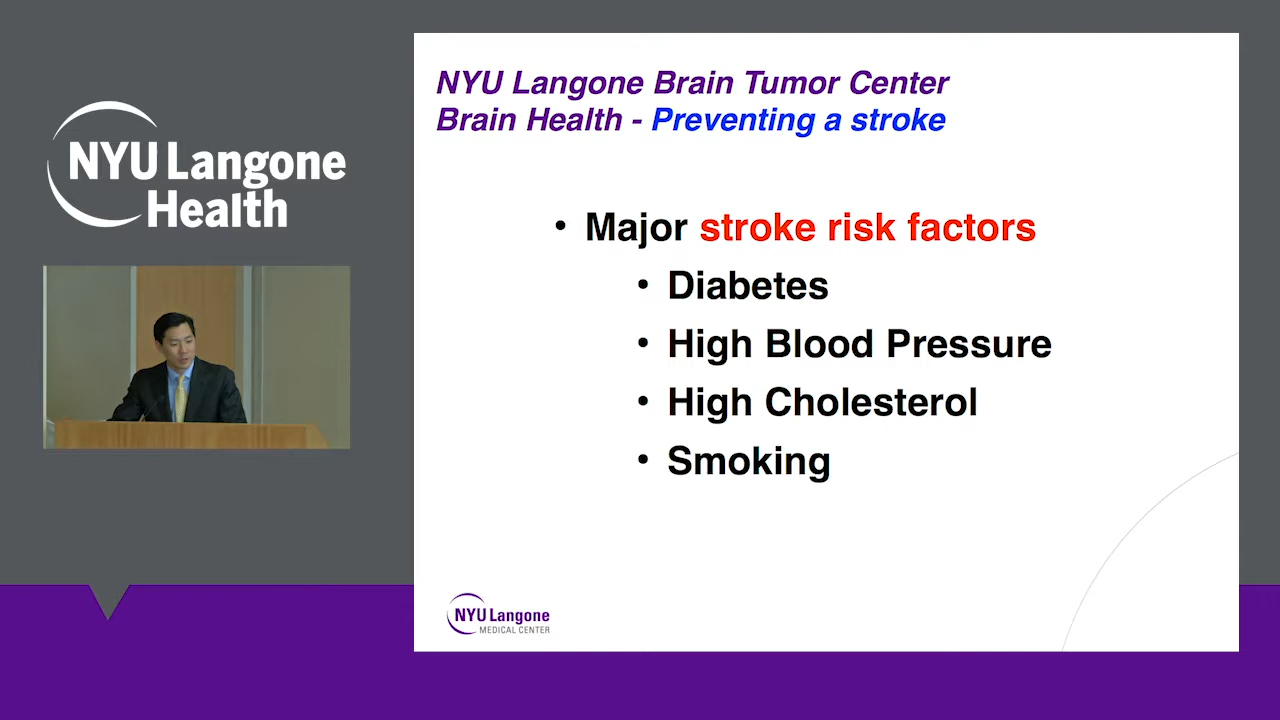 NYU Langone
Health
NYU Langone Brain Tumor Center
Brain Health - Preventing a stroke
• Major stroke risk factors
• Diabetes
• High Blood Pressure
• High Cholesterol
• Smoking
NYU Langone
MEDICAL CENTER